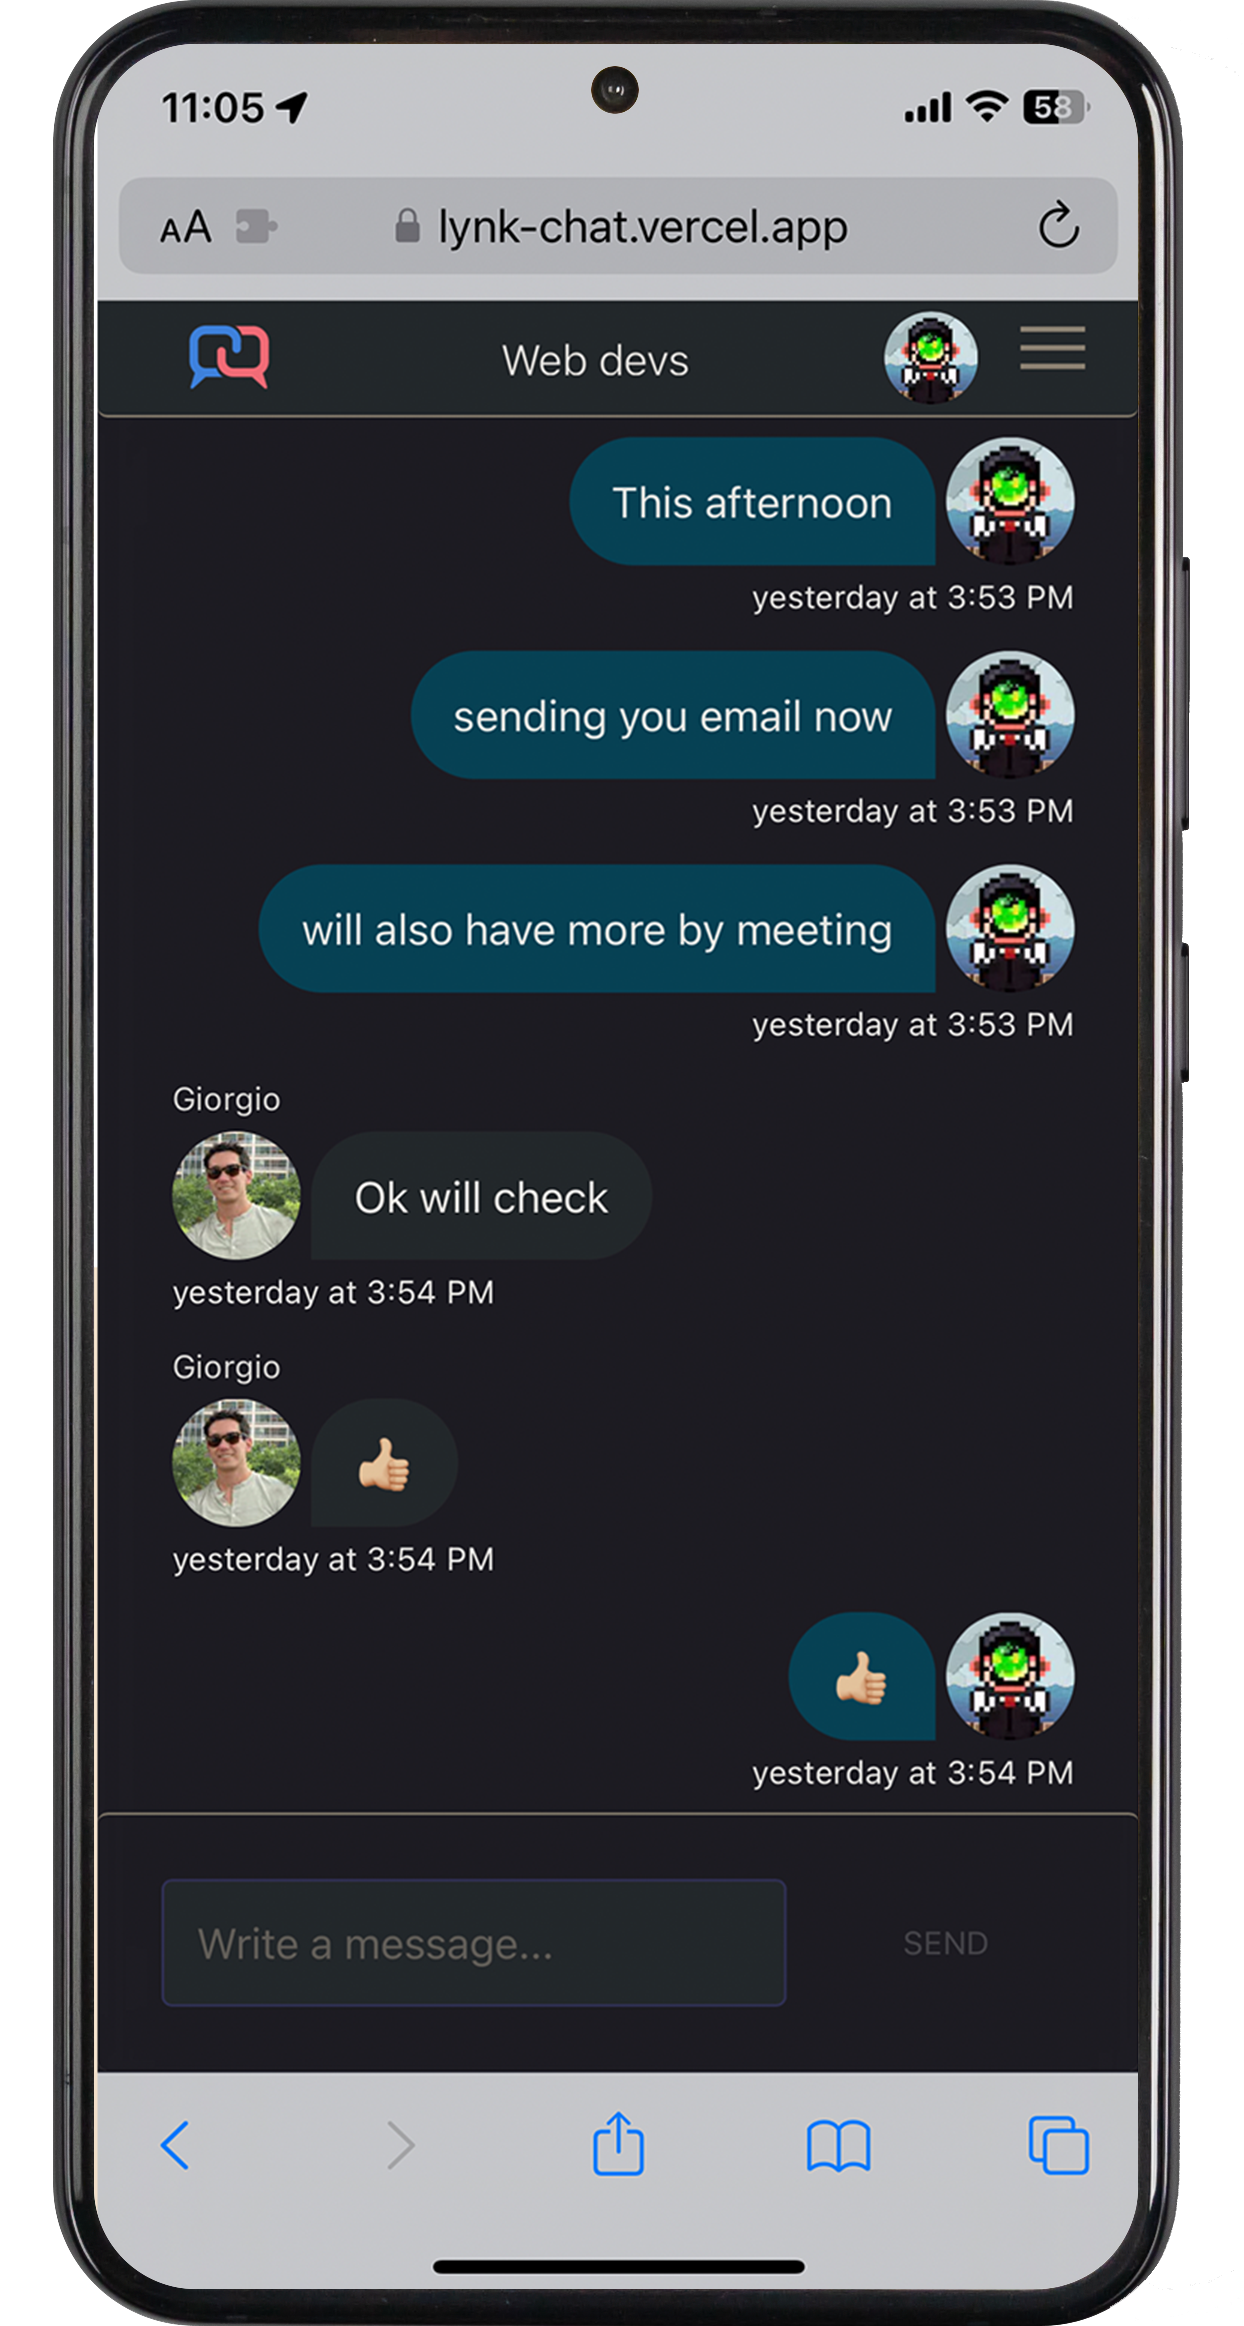 11:05
58
AA
lynk-chat.vercel.app
Web devs
This afternoon
yesterday at 3:53 PM
sending you email now
yesterday at 3:53 PM
will also have more by meeting
yesterday at 3:53 PM
Giorgio
Ok will check
yesterday at 3:54 PM
Giorgio
👍🏼
yesterday at 3:54 PM
👍🏼
yesterday at 3:54 PM
Write a message...
SEND